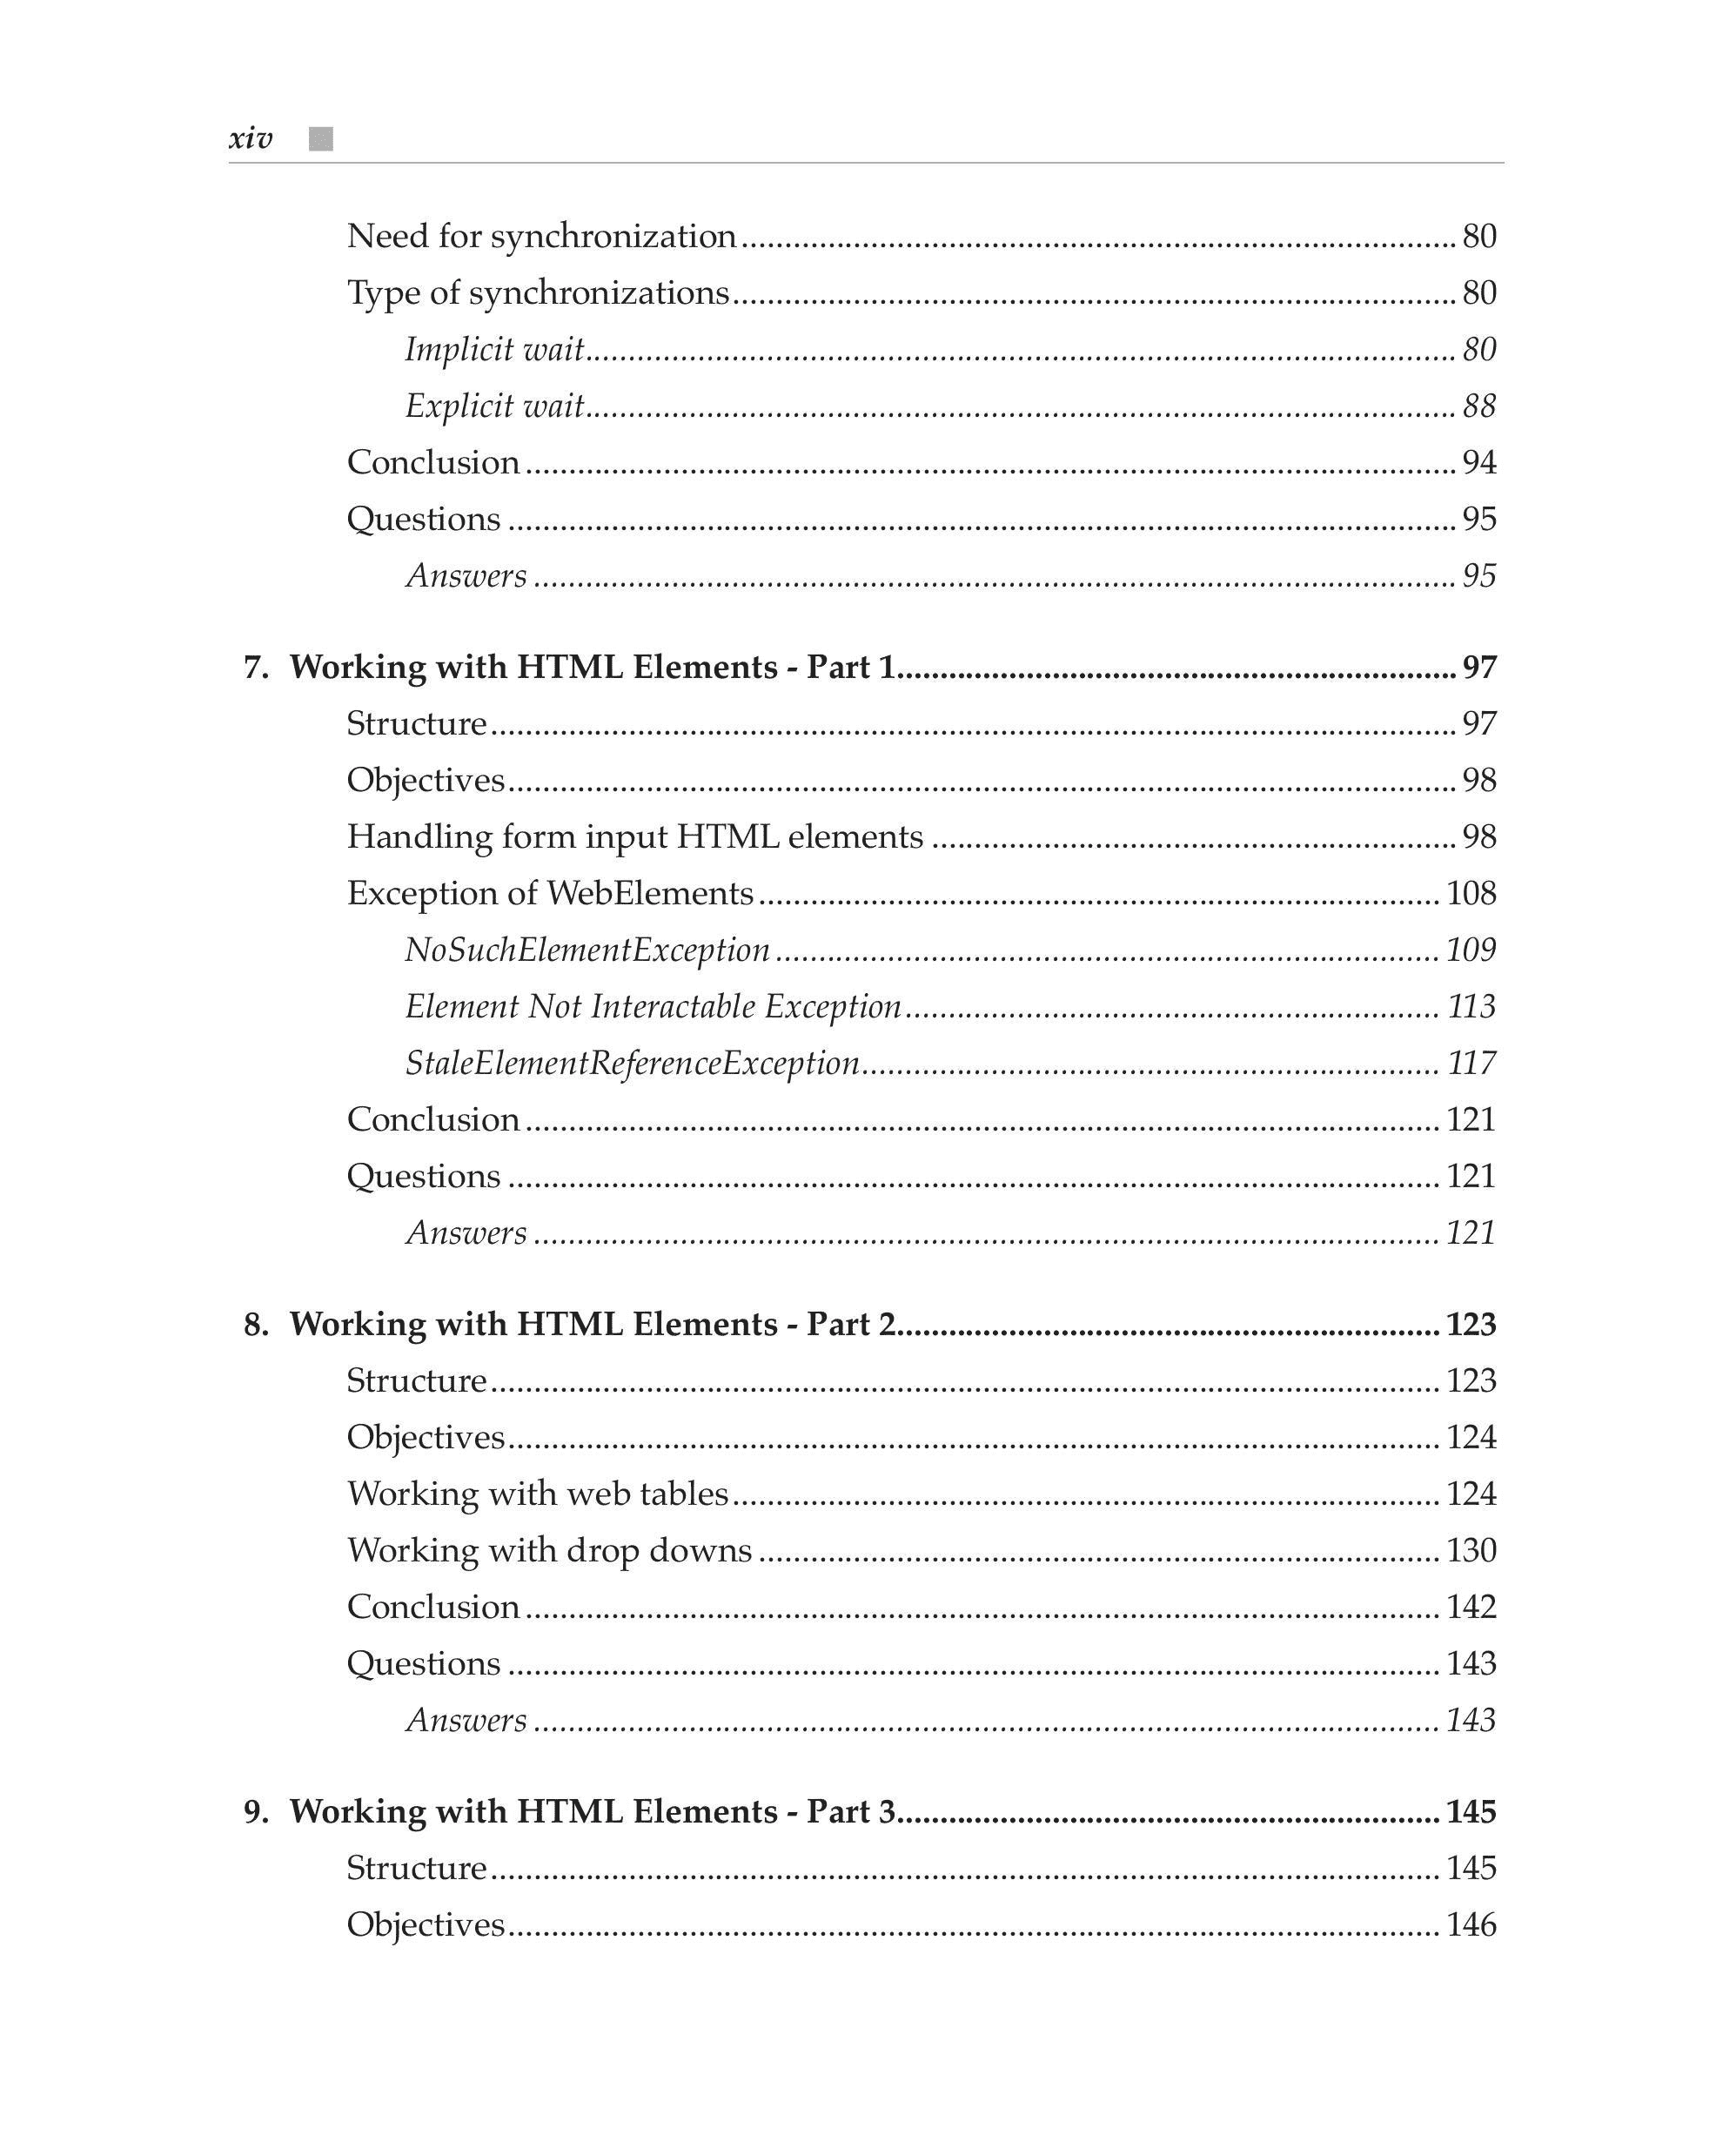 xiv
Need for synchronization.................................................................................... 80
Type of synchronizations..................................................................................... 80
Implicit wait...................................................................................................... 80
Explicit wait...................................................................................................... 88
Conclusion............................................................................................................. 94
Questions ............................................................................................................... 95
Answers ............................................................................................................ 95
7. Working with HTML Elements - Part 1................................................................. 97
Structure................................................................................................................. 97
Objectives............................................................................................................... 98
Handling form input HTML elements ............................................................. 98
Exception of WebElements................................................................................ 108
NoSuchElementException.............................................................................. 109
Element Not Interactable Exception............................................................... 113
StaleElementReferenceException.................................................................... 117
Conclusion........................................................................................................... 121
Questions ............................................................................................................. 121
Answers .......................................................................................................... 121
8. Working with HTML Elements - Part 2............................................................... 123
Structure............................................................................................................... 123
Objectives............................................................................................................. 124
Working with web tables................................................................................... 124
Working with drop downs ................................................................................ 130
Conclusion........................................................................................................... 142
Questions ............................................................................................................. 143
Answers .......................................................................................................... 143
9. Working with HTML Elements - Part 3............................................................... 145
Structure............................................................................................................... 145
Objectives............................................................................................................. 146